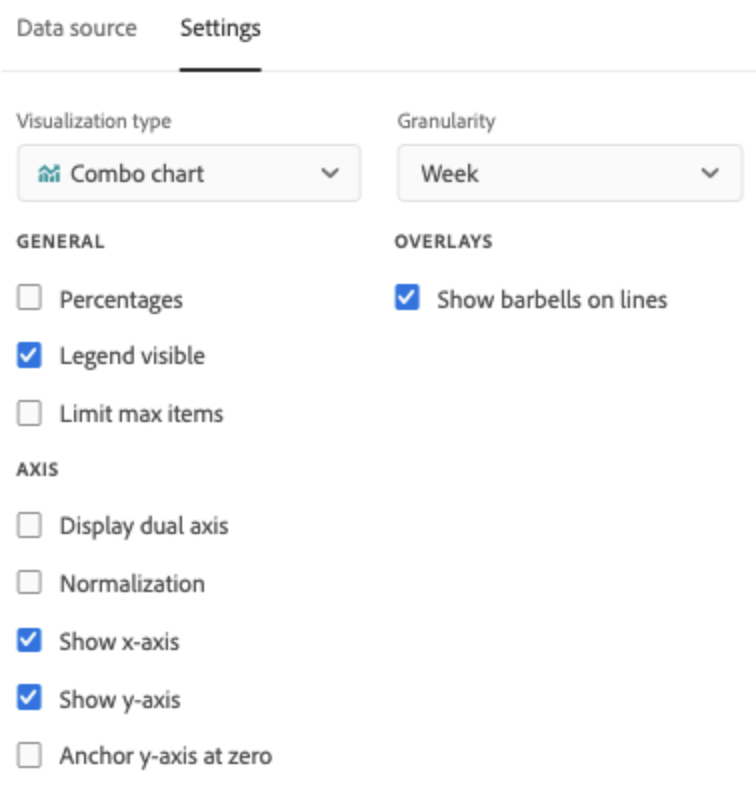 Data source Settings
Visualization type Granularity
Combo chart Week
GENERAL OVERLAYS
Percentages Show barbells on lines
Legend visible
Limit max items
AXIS
Display dual axis
Normalization
Show x-axis
Show y-axis
Anchor y-axis at zero